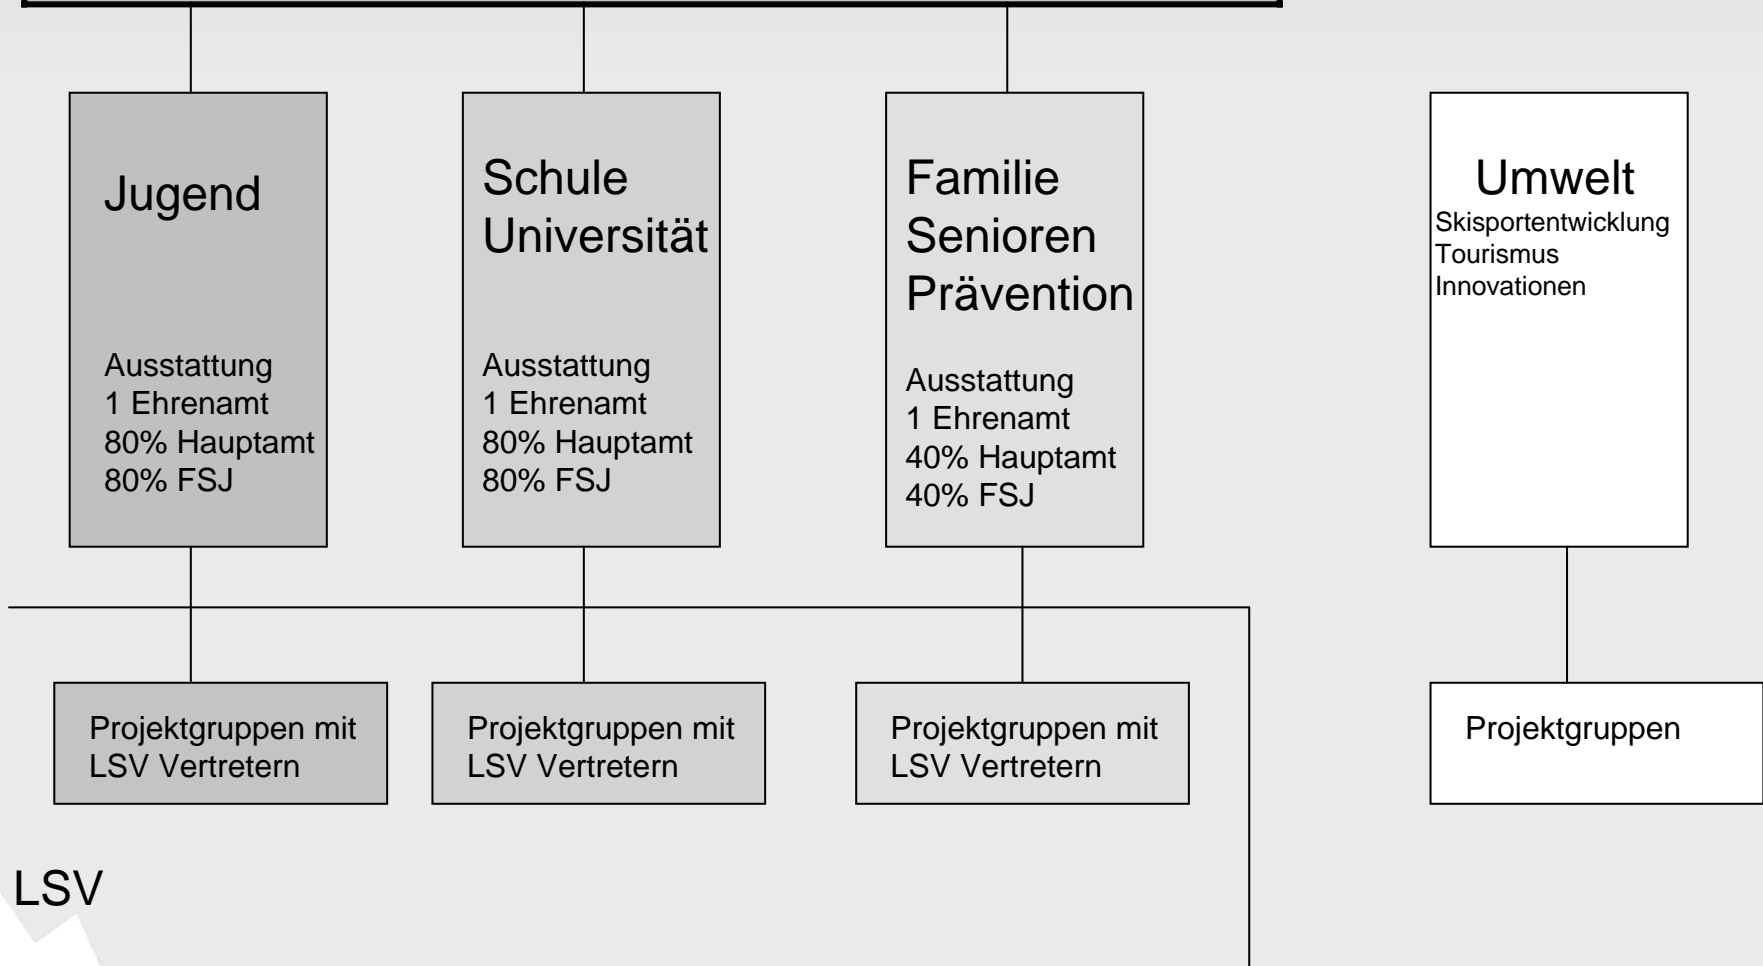 Jugend
Ausstattung
1 Ehrenamt
80% Hauptamt
80% FSJ
Schule
Universität
Ausstattung
1 Ehrenamt
80% Hauptamt
80% FSJ
Familie
Senioren
Prävention
Ausstattung
1 Ehrenamt
40% Hauptamt
40% FSJ
Umwelt
Skisportentwicklung
Tourismus
Innovationen
Projektgruppen mit
LSV Vertretern
Projektgruppen mit
LSV Vertretern
Projektgruppen mit
LSV Vertretern
Projektgruppen
LSV